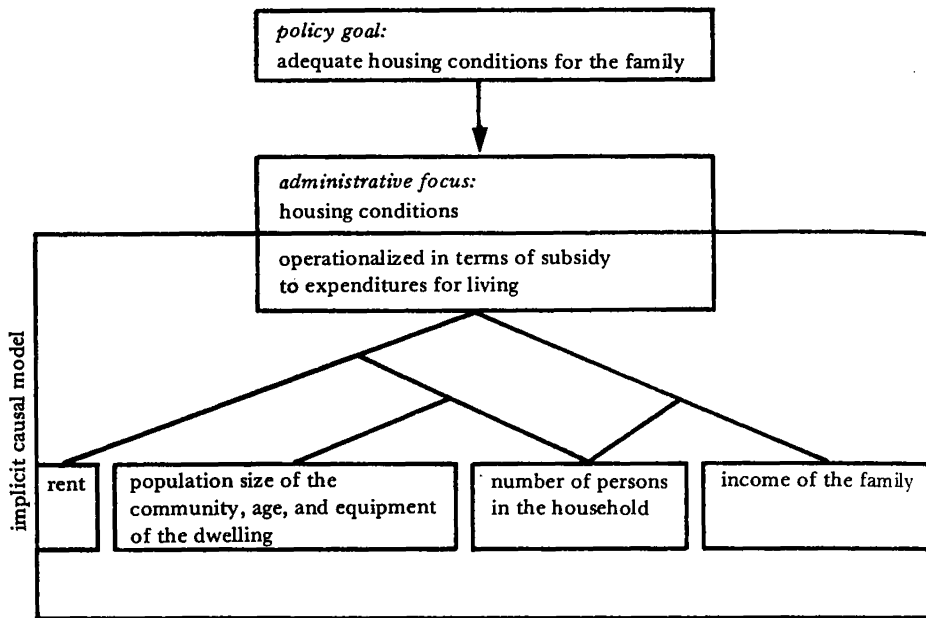 policy goal:
adequate housing conditions for the family
administrative focus:
housing conditions
operationalized in terms of subsidy
to expenditures for living
implicit causal model
rent
population size of the
community, age, and equipment
of the dwelling
number of persons
in the household
income of the family